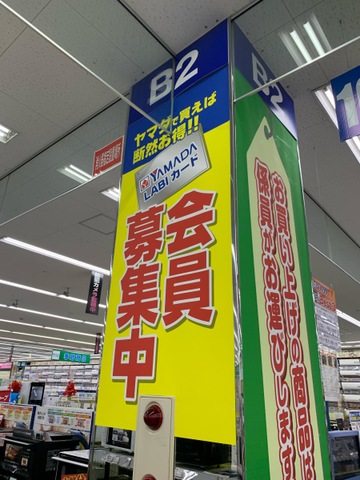 B2
ヤマダで買えば
断然お得!!
YAMADA
LABIカード
会員
募集中
B2
お買い上げの商品は
係員がお運びします
10